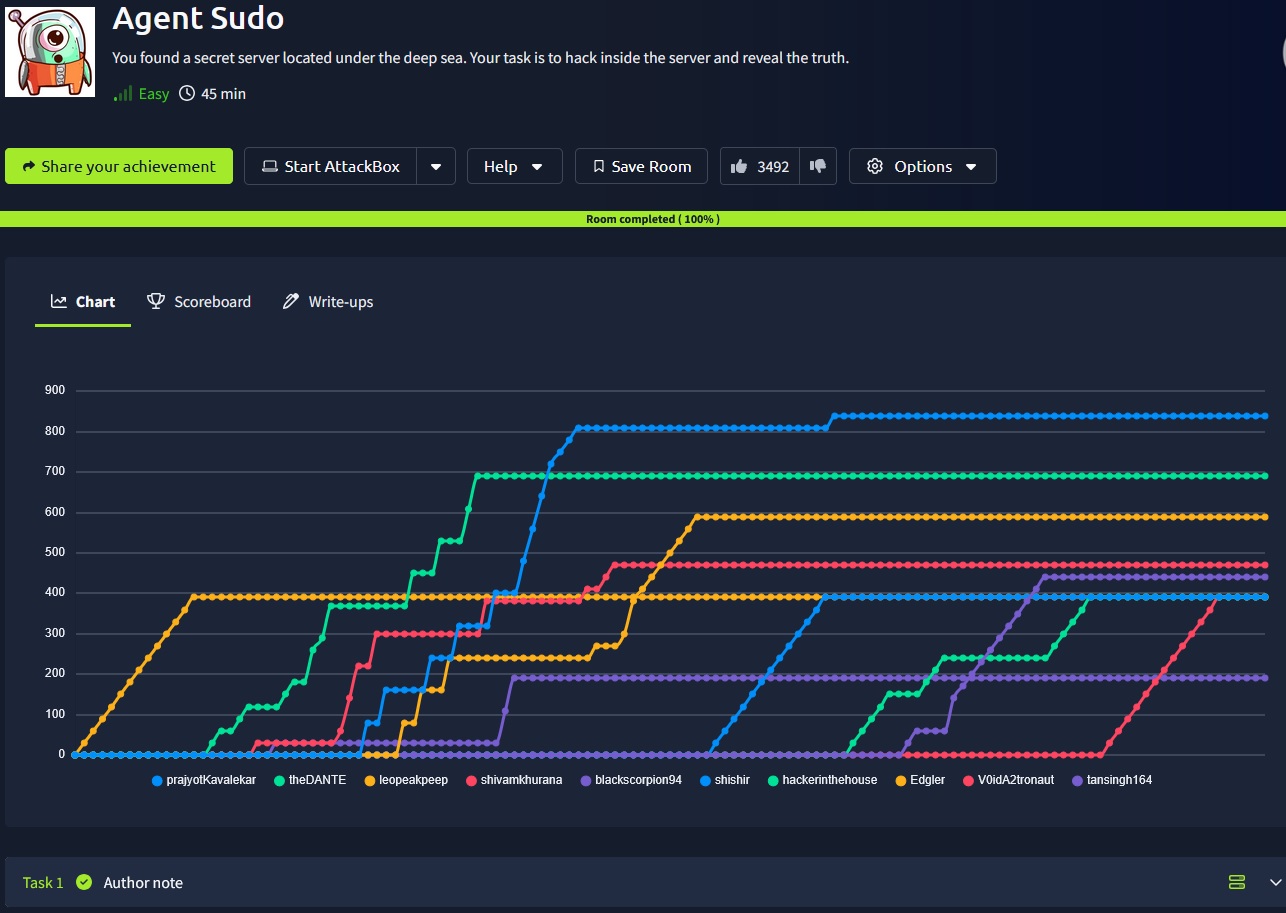 Agent Sudo
You found a secret server located under the deep sea. Your task is to hack inside the server and reveal the truth.
Easy 45 min
Share your achievement Start AttackBox Help Save Room 3492 Options
Room completed ( 100% )
Chart Scoreboard Write-ups
900
800
700
600
500
400
300
200
100
0
prajyotKavalekar theDANTE leopeakpeep shivamkhurana blackscorpion94 shishir hackerinthehouse Edgler V0idA2tronaut tansingh164
Task 1 Author note